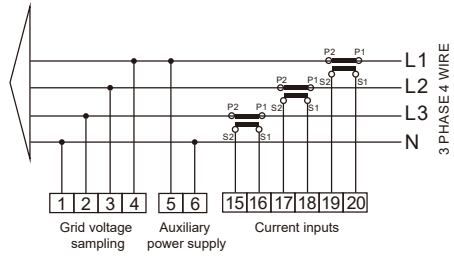 P2 P1
L1
S2 S1
P2 P1
L2
S2 S1
P2 P1
L3
S2 S1
N
3 PHASE 4 WIRE
1 2 3 4 5 6 15 16 17 18 19 20
Grid voltage sampling
Auxiliary power supply
Current inputs